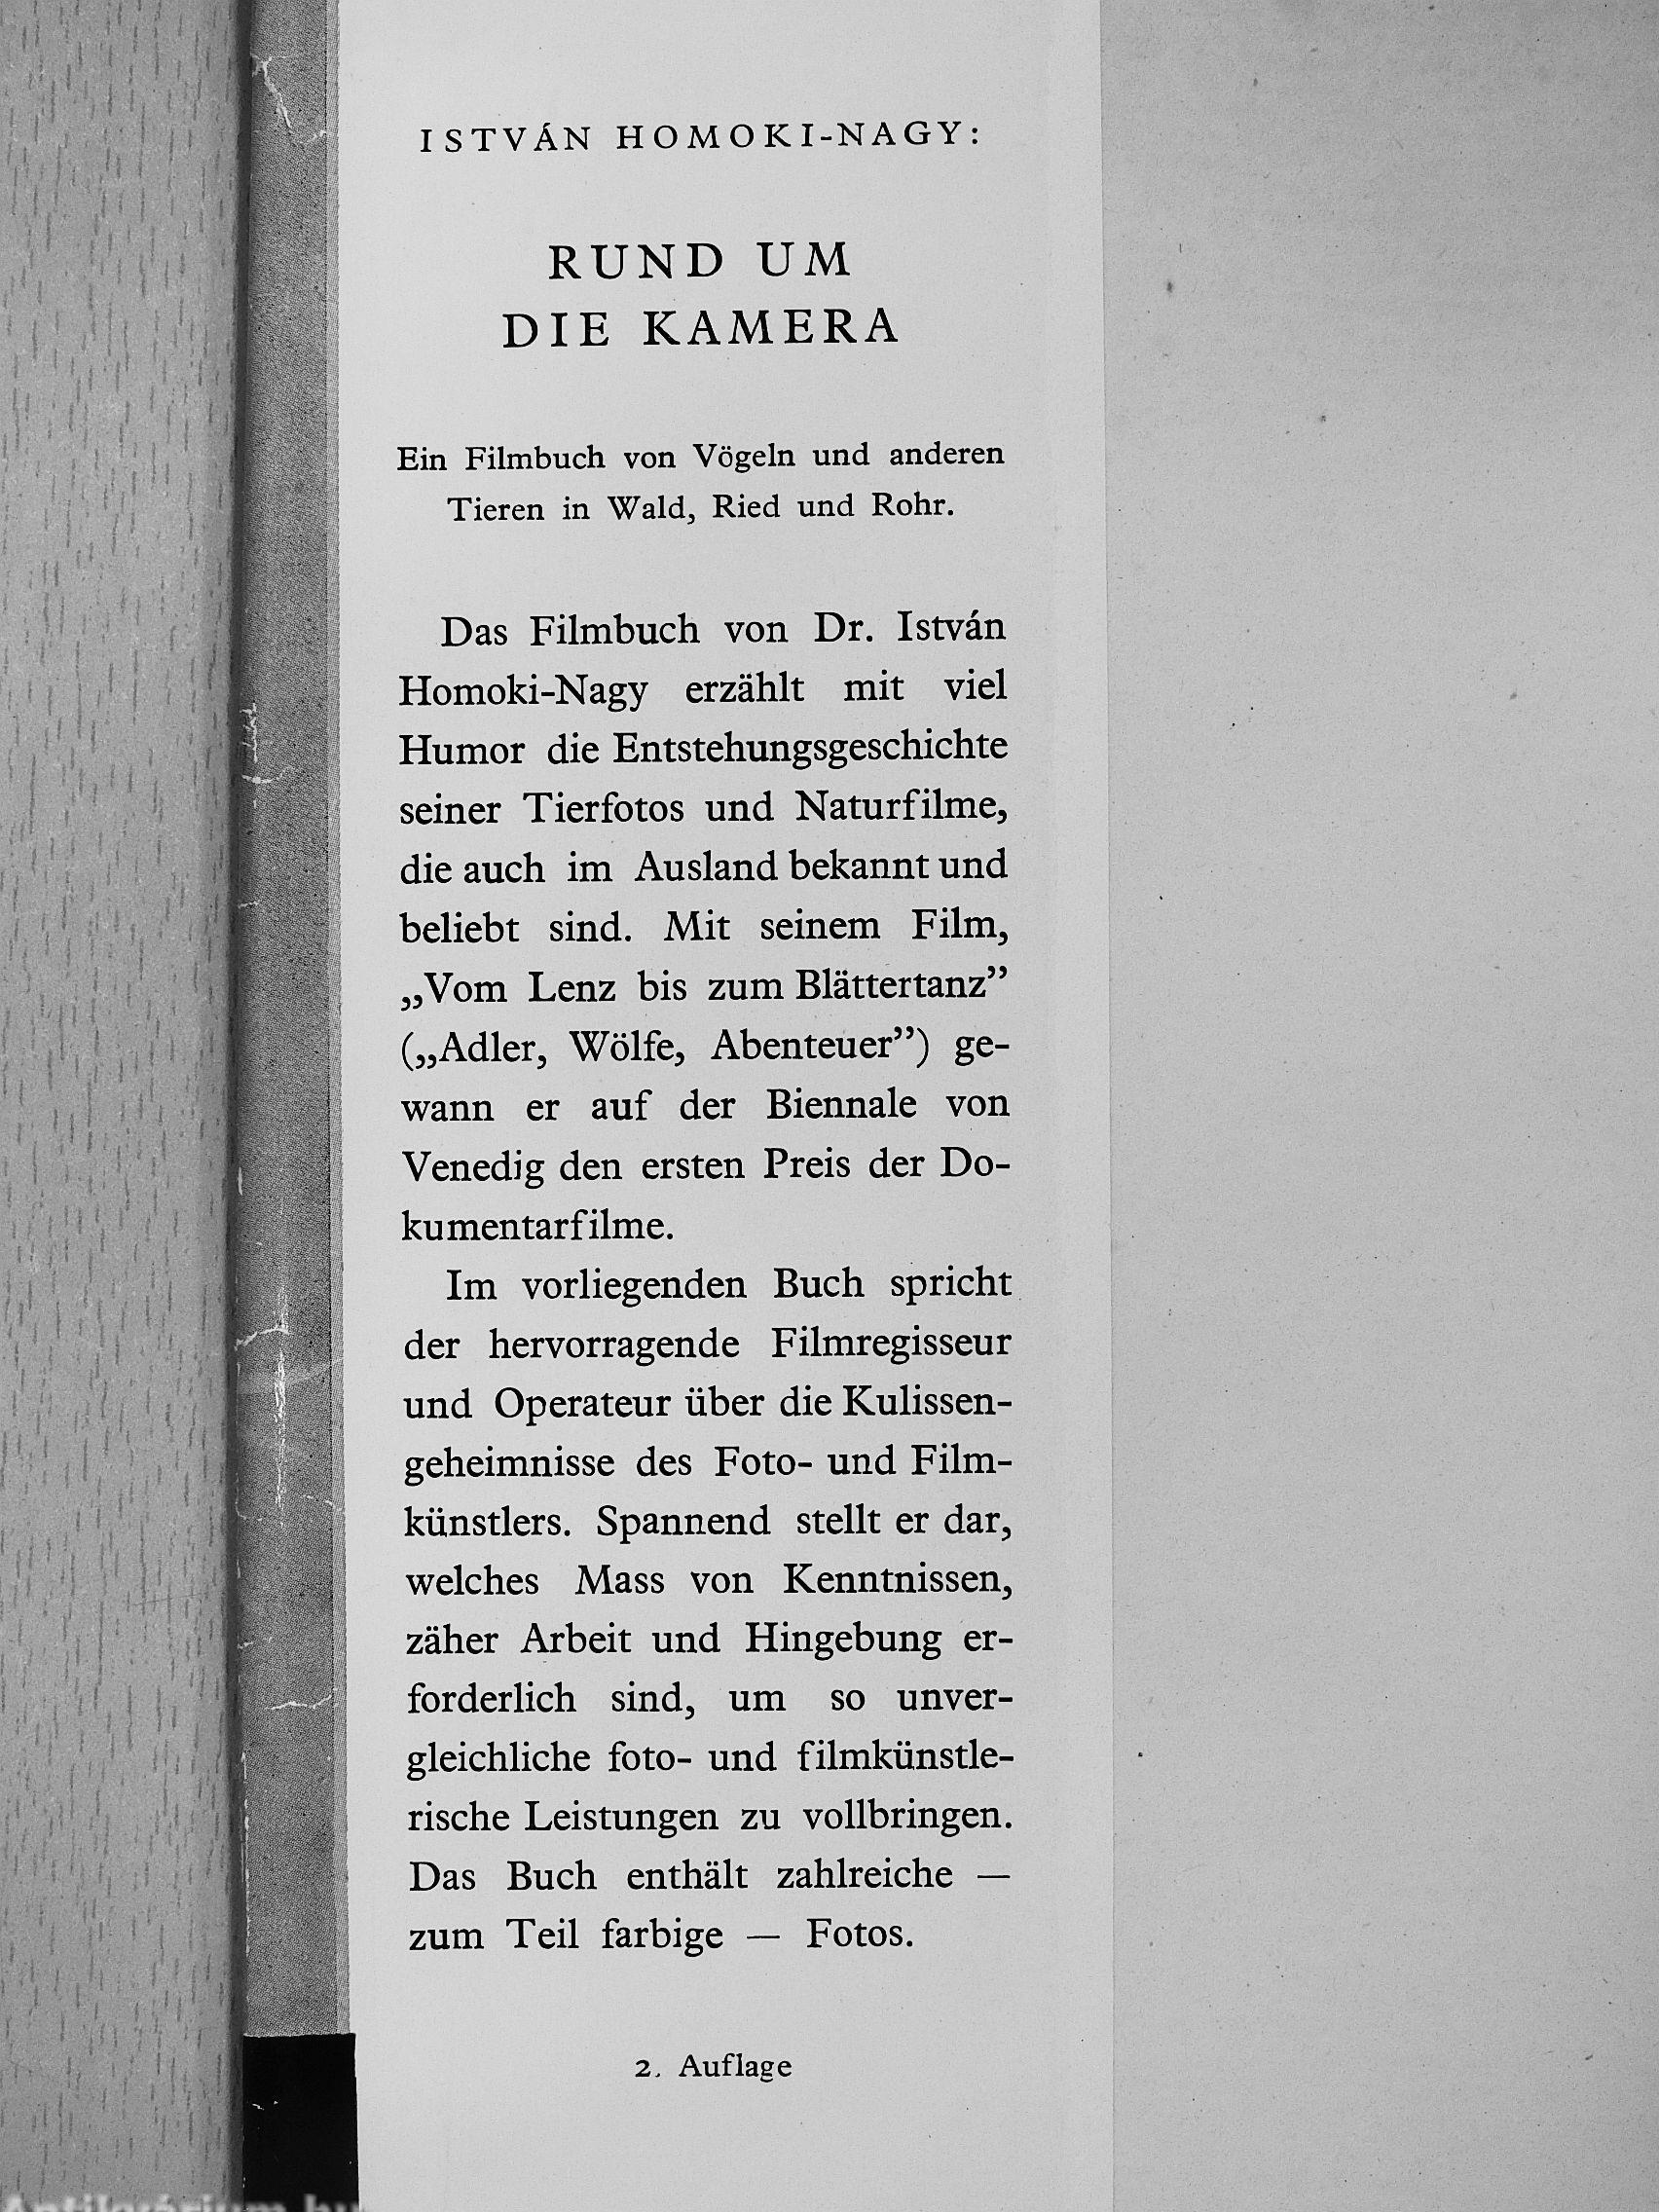 ISTVÁN HOMOKI-NAGY:
RUND UM
DIE KAMERA
Ein Filmbuch von Vögeln und anderen
Tieren in Wald, Ried und Rohr.
Das Filmbuch von Dr. István
Homoki-Nagy erzählt mit viel
Humor die Entstehungsgeschichte
seiner Tierfotos und Naturfilme,
die auch im Ausland bekannt und
beliebt sind. Mit seinem Film,
„Vom Lenz bis zum Blättertanz”
(„Adler, Wölfe, Abenteuer”) ge-
wann er auf der Biennale von
Venedig den ersten Preis der Do-
kumentarfilme.
Im vorliegenden Buch spricht
der hervorragende Filmregisseur
und Operateur über die Kulissen-
geheimnisse des Foto- und Film-
künstlers. Spannend stellt er dar,
welches Mass von Kenntnissen,
zäher Arbeit und Hingebung er-
forderlich sind, um so unver-
gleichliche foto- und filmkünstle-
rische Leistungen zu vollbringen.
Das Buch enthält zahlreiche —
zum Teil farbige — Fotos.
2. Auflage